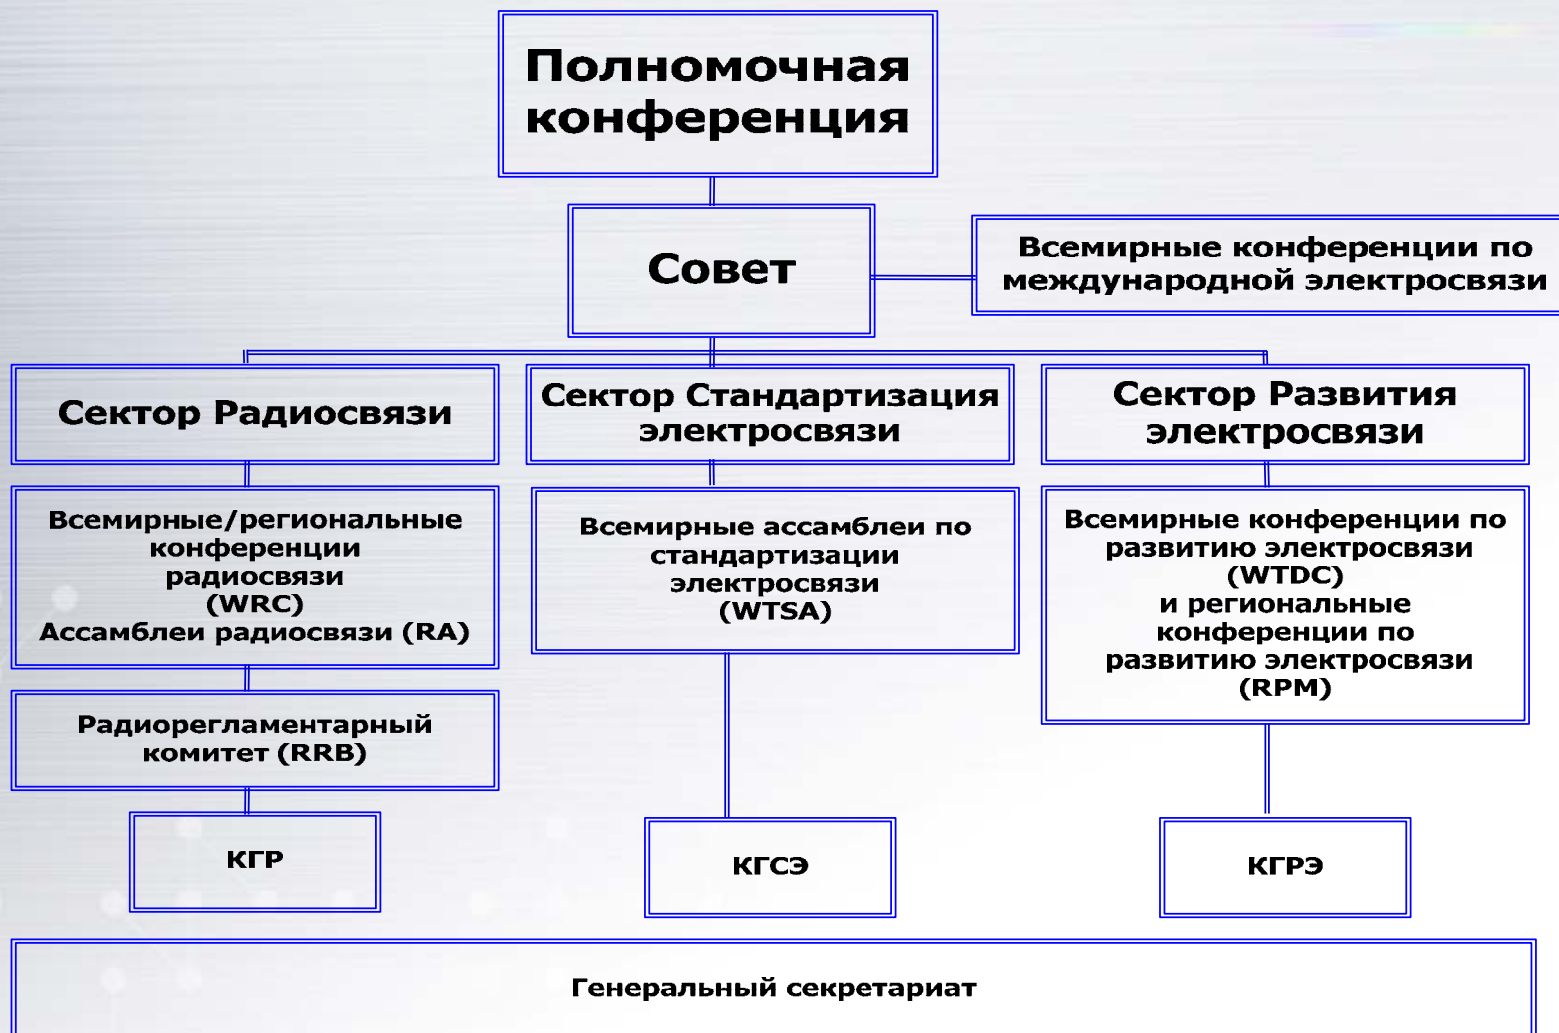 Полномочная
конференция
Совет
Всемирные конференции по
международной электросвязи
Сектор Радиосвязи
Сектор Стандартизация
электросвязи
Сектор Развития
электросвязи
Всемирные/региональные
конференции
радиосвязи
(WRC)
Ассамблеи радиосвязи (RA)
Всемирные ассамблеи по
стандартизации
электросвязи
(WTSA)
Всемирные конференции по
развитию электросвязи
(WTDC)
и региональные
конференции по
развитию электросвязи
(RPM)
Радиорегламентарный
комитет (RRB)
КГР
КГСЭ
КГРЭ
Генеральный секретариат